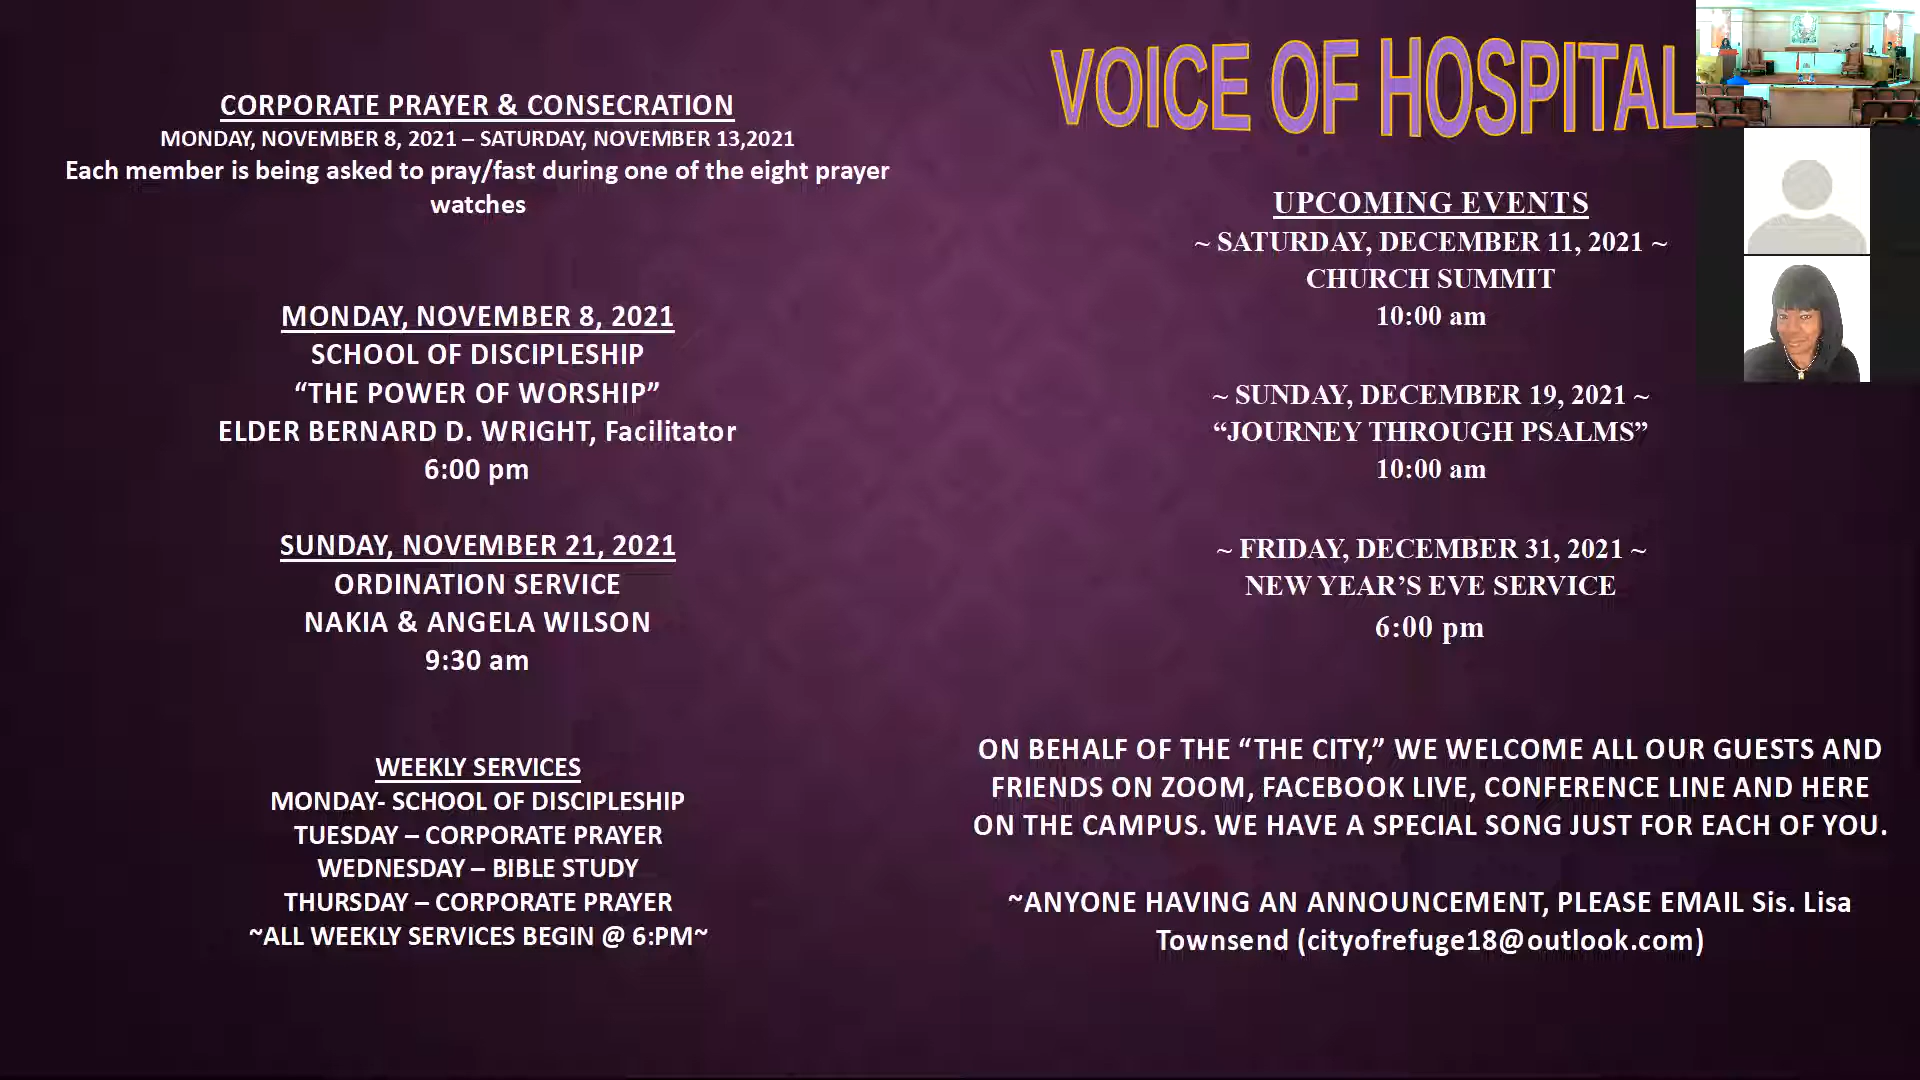 CORPORATE PRAYER & CONSECRATION
MONDAY, NOVEMBER 8, 2021 – SATURDAY, NOVEMBER 13,2021
Each member is being asked to pray/fast during one of the eight prayer
watches
MONDAY, NOVEMBER 8, 2021
SCHOOL OF DISCIPLESHIP
“THE POWER OF WORSHIP”
ELDER BERNARD D. WRIGHT, Facilitator
6:00 pm
SUNDAY, NOVEMBER 21, 2021
ORDINATION SERVICE
NAKIA & ANGELA WILSON
9:30 am
WEEKLY SERVICES
MONDAY- SCHOOL OF DISCIPLESHIP
TUESDAY – CORPORATE PRAYER
WEDNESDAY – BIBLE STUDY
THURSDAY – CORPORATE PRAYER
~ALL WEEKLY SERVICES BEGIN @ 6:PM~
VOICE OF HOSPITAL
UPCOMING EVENTS
~ SATURDAY, DECEMBER 11, 2021 ~
CHURCH SUMMIT
10:00 am
~ SUNDAY, DECEMBER 19, 2021 ~
“JOURNEY THROUGH PSALMS”
10:00 am
~ FRIDAY, DECEMBER 31, 2021 ~
NEW YEAR’S EVE SERVICE
6:00 pm
ON BEHALF OF THE “THE CITY,” WE WELCOME ALL OUR GUESTS AND
FRIENDS ON ZOOM, FACEBOOK LIVE, CONFERENCE LINE AND HERE
ON THE CAMPUS. WE HAVE A SPECIAL SONG JUST FOR EACH OF YOU.
~ANYONE HAVING AN ANNOUNCEMENT, PLEASE EMAIL Sis. Lisa
Townsend (cityofrefuge18@outlook.com)